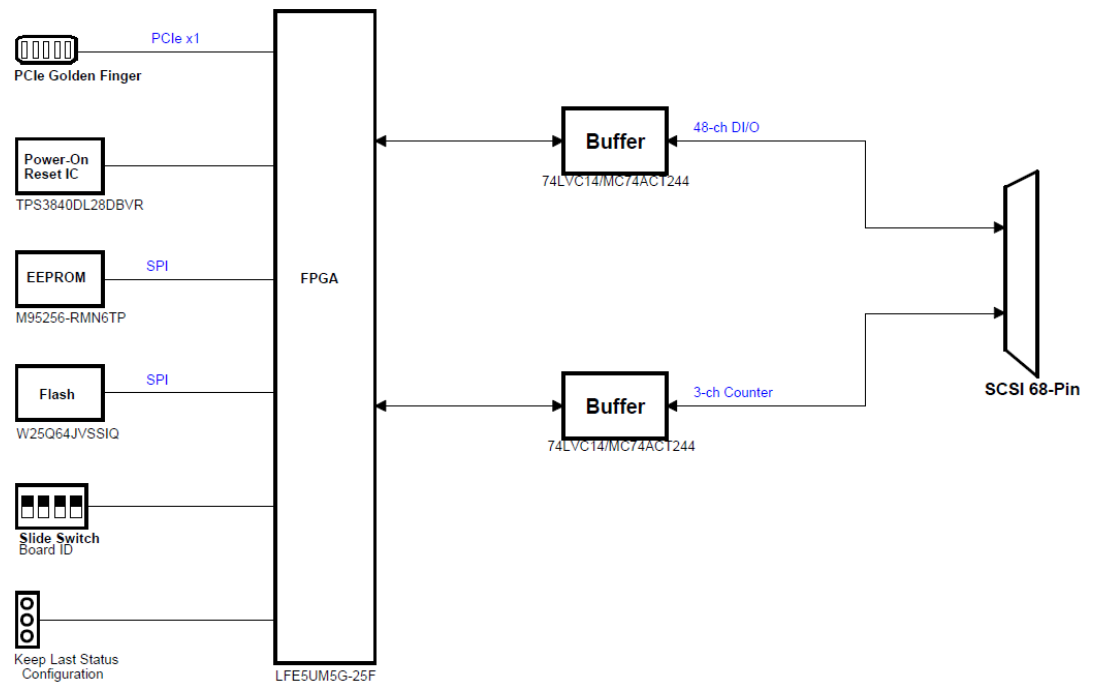 PCIe x1
PCIe Golden Finger
Power-On
Reset IC
TPS3840DL28DBVR
SPI
EEPROM
M95256-RMN6TP
SPI
Flash
W25Q64JVSSIQ
Slide Switch
Board ID
Keep Last Status
Configuration
FPGA
LFE5UM5G-25F
Buffer
74LVC14/MC74ACT244
48-ch DI/O
Buffer
74LVC14/MC74ACT244
3-ch Counter
SCSI 68-Pin